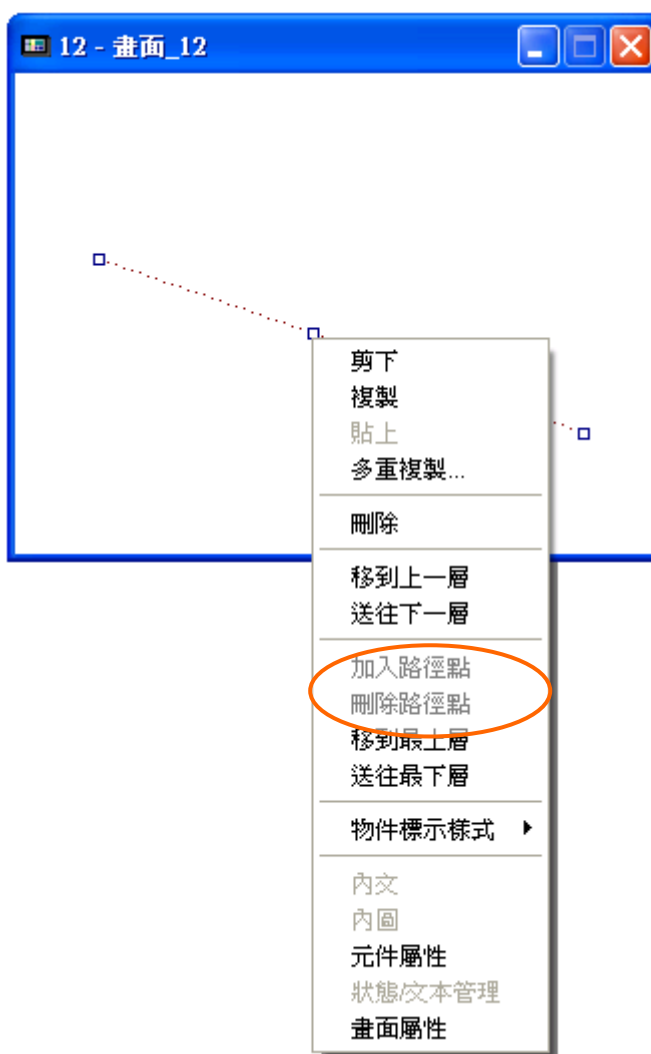 12 - 畫面_12
剪下
複製
貼上
多重複製...
刪除
移到上一層
送往下一層
加入路徑點
刪除路徑點
移到最上層
送往最下層
物件標示樣式
內文
內圖
元件屬性
狀態/文本管理
畫面屬性